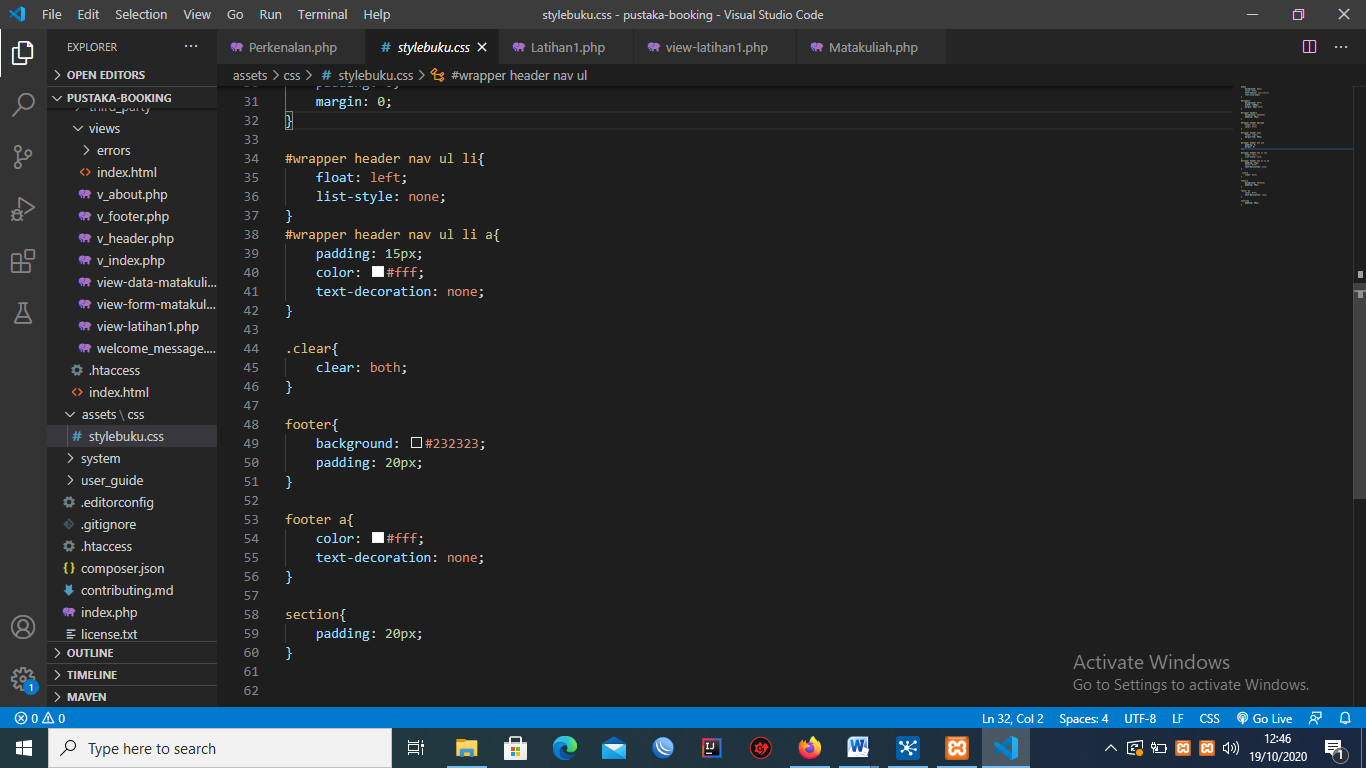 File Edit Selection View Go Run Terminal Help
stylebuku.css - pustaka-booking - Visual Studio Code
EXPLORER ···
Perkenalan.php
# stylebuku.css
Latihan1.php
view-latihan1.php
Matakuliah.php
OPEN EDITORS
PUSTAKA-BOOKING
third_party
views
errors
index.html
v_about.php
v_footer.php
v_header.php
v_index.php
view-data-matakuli...
view-form-matakul...
view-latihan1.php
welcome_message....
.htaccess
index.html
assets \ css
# stylebuku.css
system
user_guide
.editorconfig
.gitignore
.htaccess
composer.json
contributing.md
index.php
license.txt
OUTLINE
TIMELINE
MAVEN
1
assets > css > # stylebuku.css > #wrapper header nav ul
31 margin: 0;
32 }
33
34 #wrapper header nav ul li{
35 float: left;
36 list-style: none;
37 }
38 #wrapper header nav ul li a{
39 padding: 15px;
40 color: #fff;
41 text-decoration: none;
42 }
43
44 .clear{
45 clear: both;
46 }
47
48 footer{
49 background: #232323;
50 padding: 20px;
51 }
52
53 footer a{
54 color: #fff;
55 text-decoration: none;
56 }
57
58 section{
59 padding: 20px;
60 }
61
62
Activate Windows
Go to Settings to activate Windows.
0 0
Ln 32, Col 2 Spaces: 4 UTF-8 LF CSS Go Live
Type here to search
12:46
19/10/2020
1